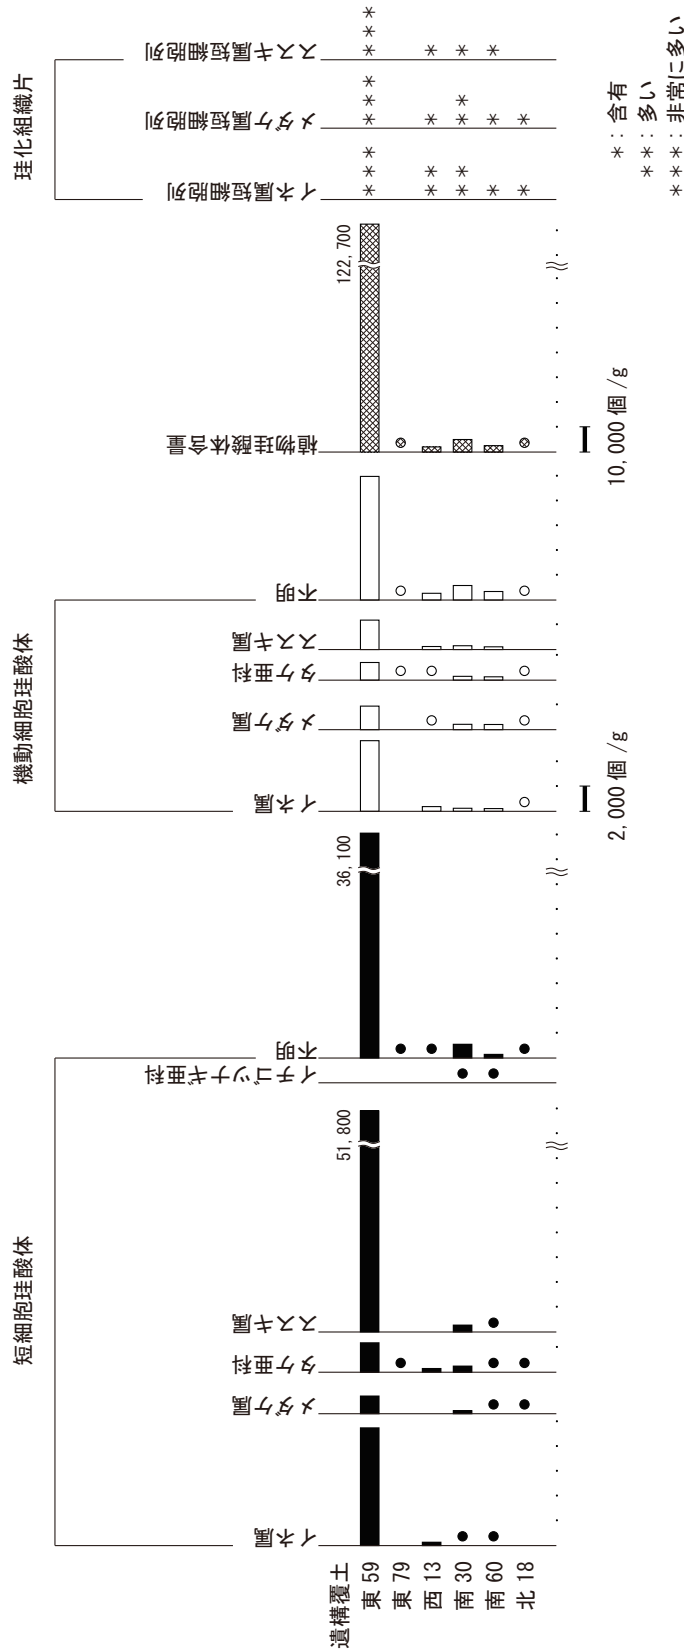 短細胞珪酸体
機動細胞珪酸体
珪化組織片
イネ属
メダケ属
タケ亜科
ススキ属
イチゴツナギ亜科
不明
イネ属
メダケ属
タケ亜科
ススキ属
不明
植物珪酸体含量
イネ属短細胞列
メダケ属短細胞列
ススキ属短細胞列
遺構覆土
東 59
51,800
36,100
122,700
***
***
***
東 79
西 13
**
*
*
南 30
**
**
*
南 60
*
*
*
北 18
*
*
2,000 個 /g
10,000 個 /g
*：含有
**：多い
***：非常に多い